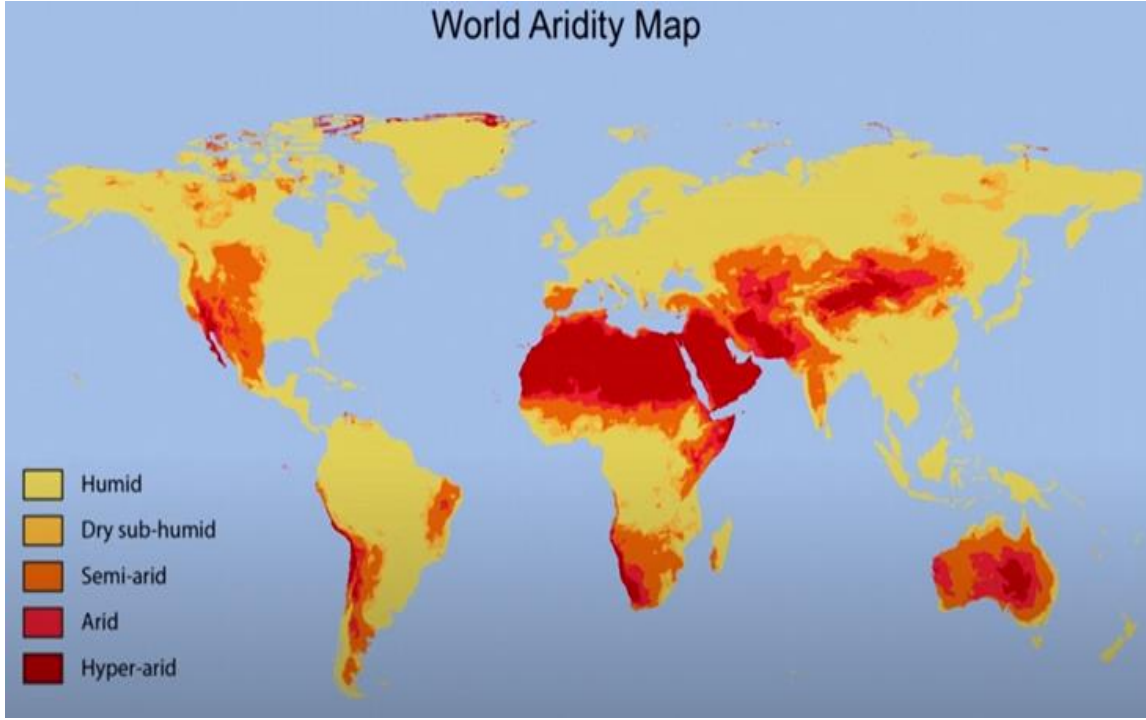 World Aridity Map
Humid
Dry sub-humid
Semi-arid
Arid
Hyper-arid